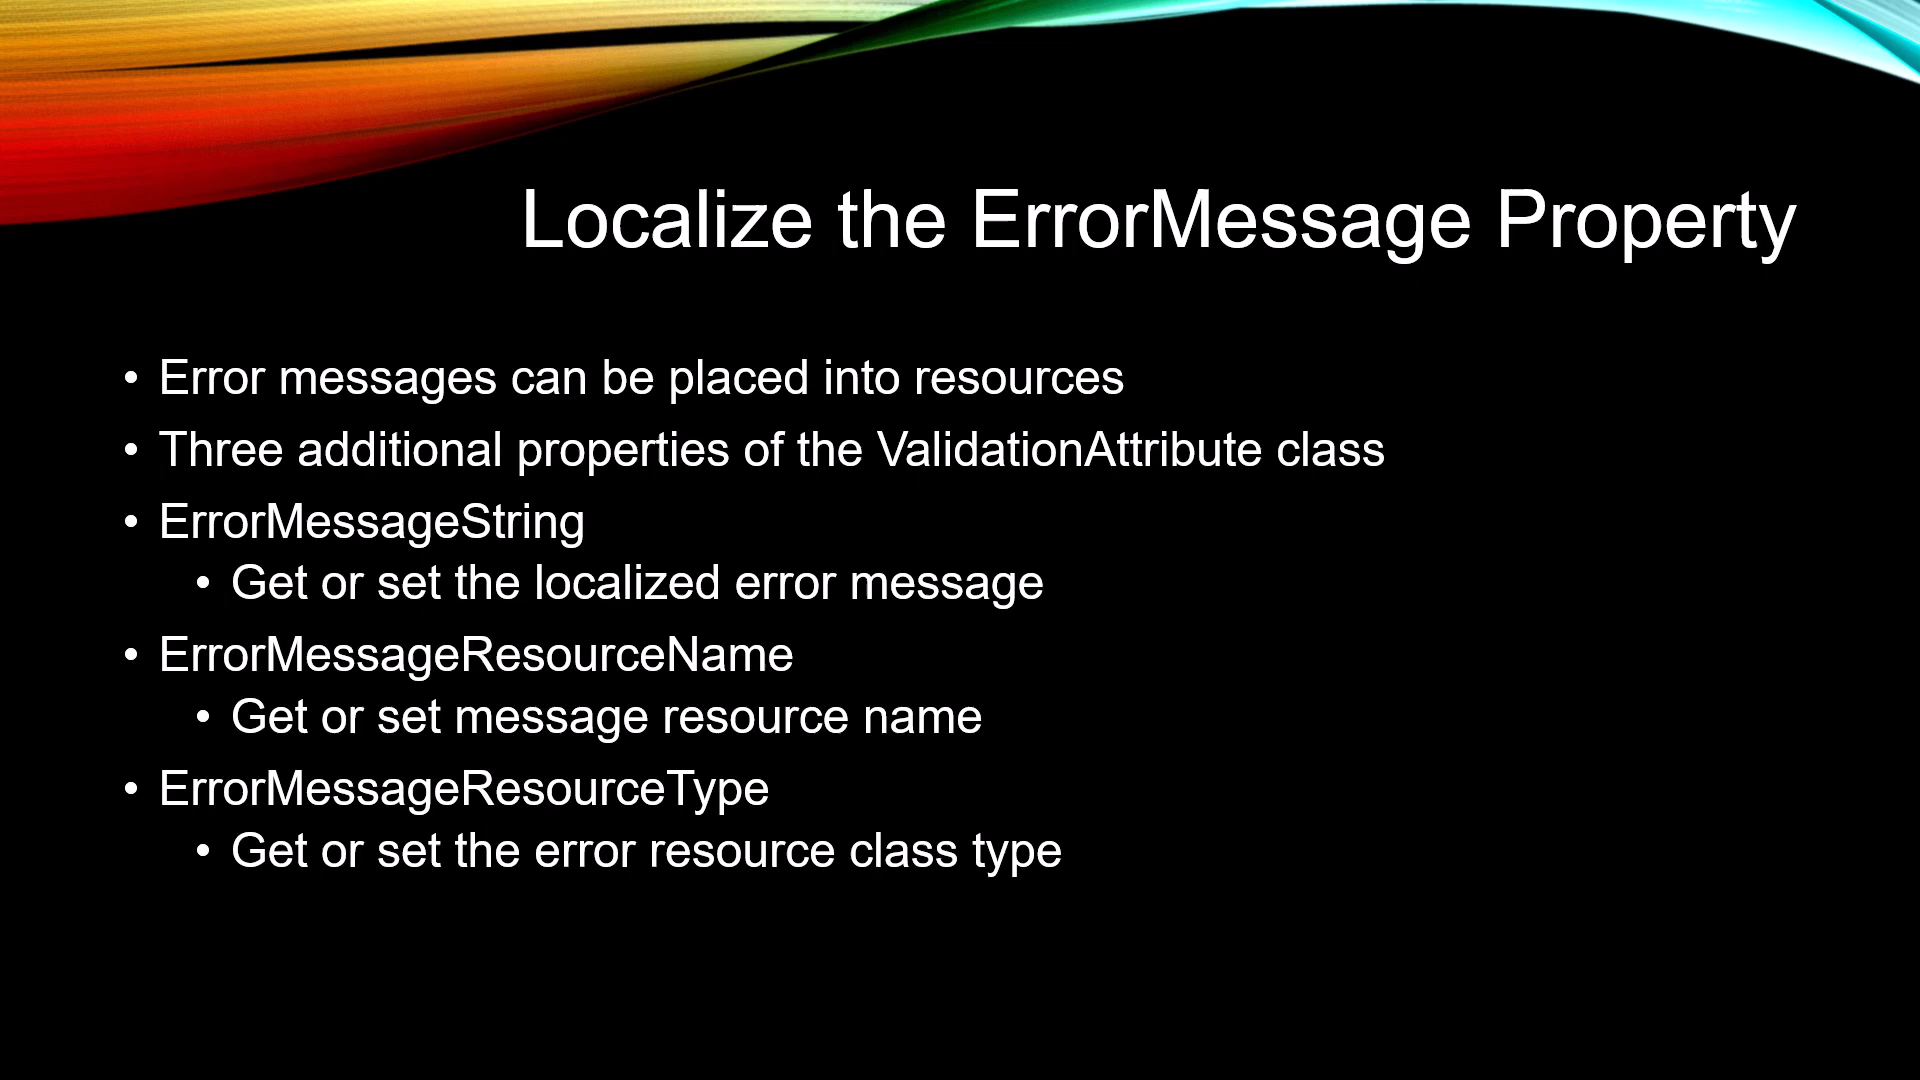 Localize the ErrorMessage Property
• Error messages can be placed into resources
• Three additional properties of the ValidationAttribute class
• ErrorMessageString
• Get or set the localized error message
• ErrorMessageResourceName
• Get or set message resource name
• ErrorMessageResourceType
• Get or set the error resource class type